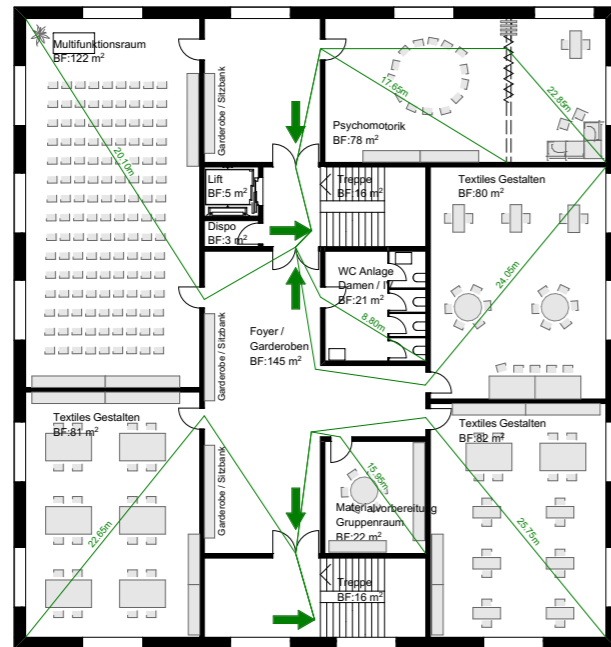 Multifunktionsraum
BF:122 m²
20.10m
Garderobe / Sitzbank
17.65m
22.85m
Psychomotorik
BF:78 m²
Lift
BF:5 m²
Treppe
BF:16 m²
Textiles Gestalten
BF:80 m²
Dispo
BF:3 m²
WC Anlage
Damen / IV
BF:21 m²
24.05m
8.80m
Foyer /
Garderoben
BF:145 m²
Garderobe / Sitzbank
Textiles Gestalten
BF:81 m²
22.65m
Garderobe / Sitzbank
Textiles Gestalten
BF:82 m²
15.95m
Materialvorbereitung
Gruppenraum
BF:22 m²
25.75m
Treppe
BF:16 m²